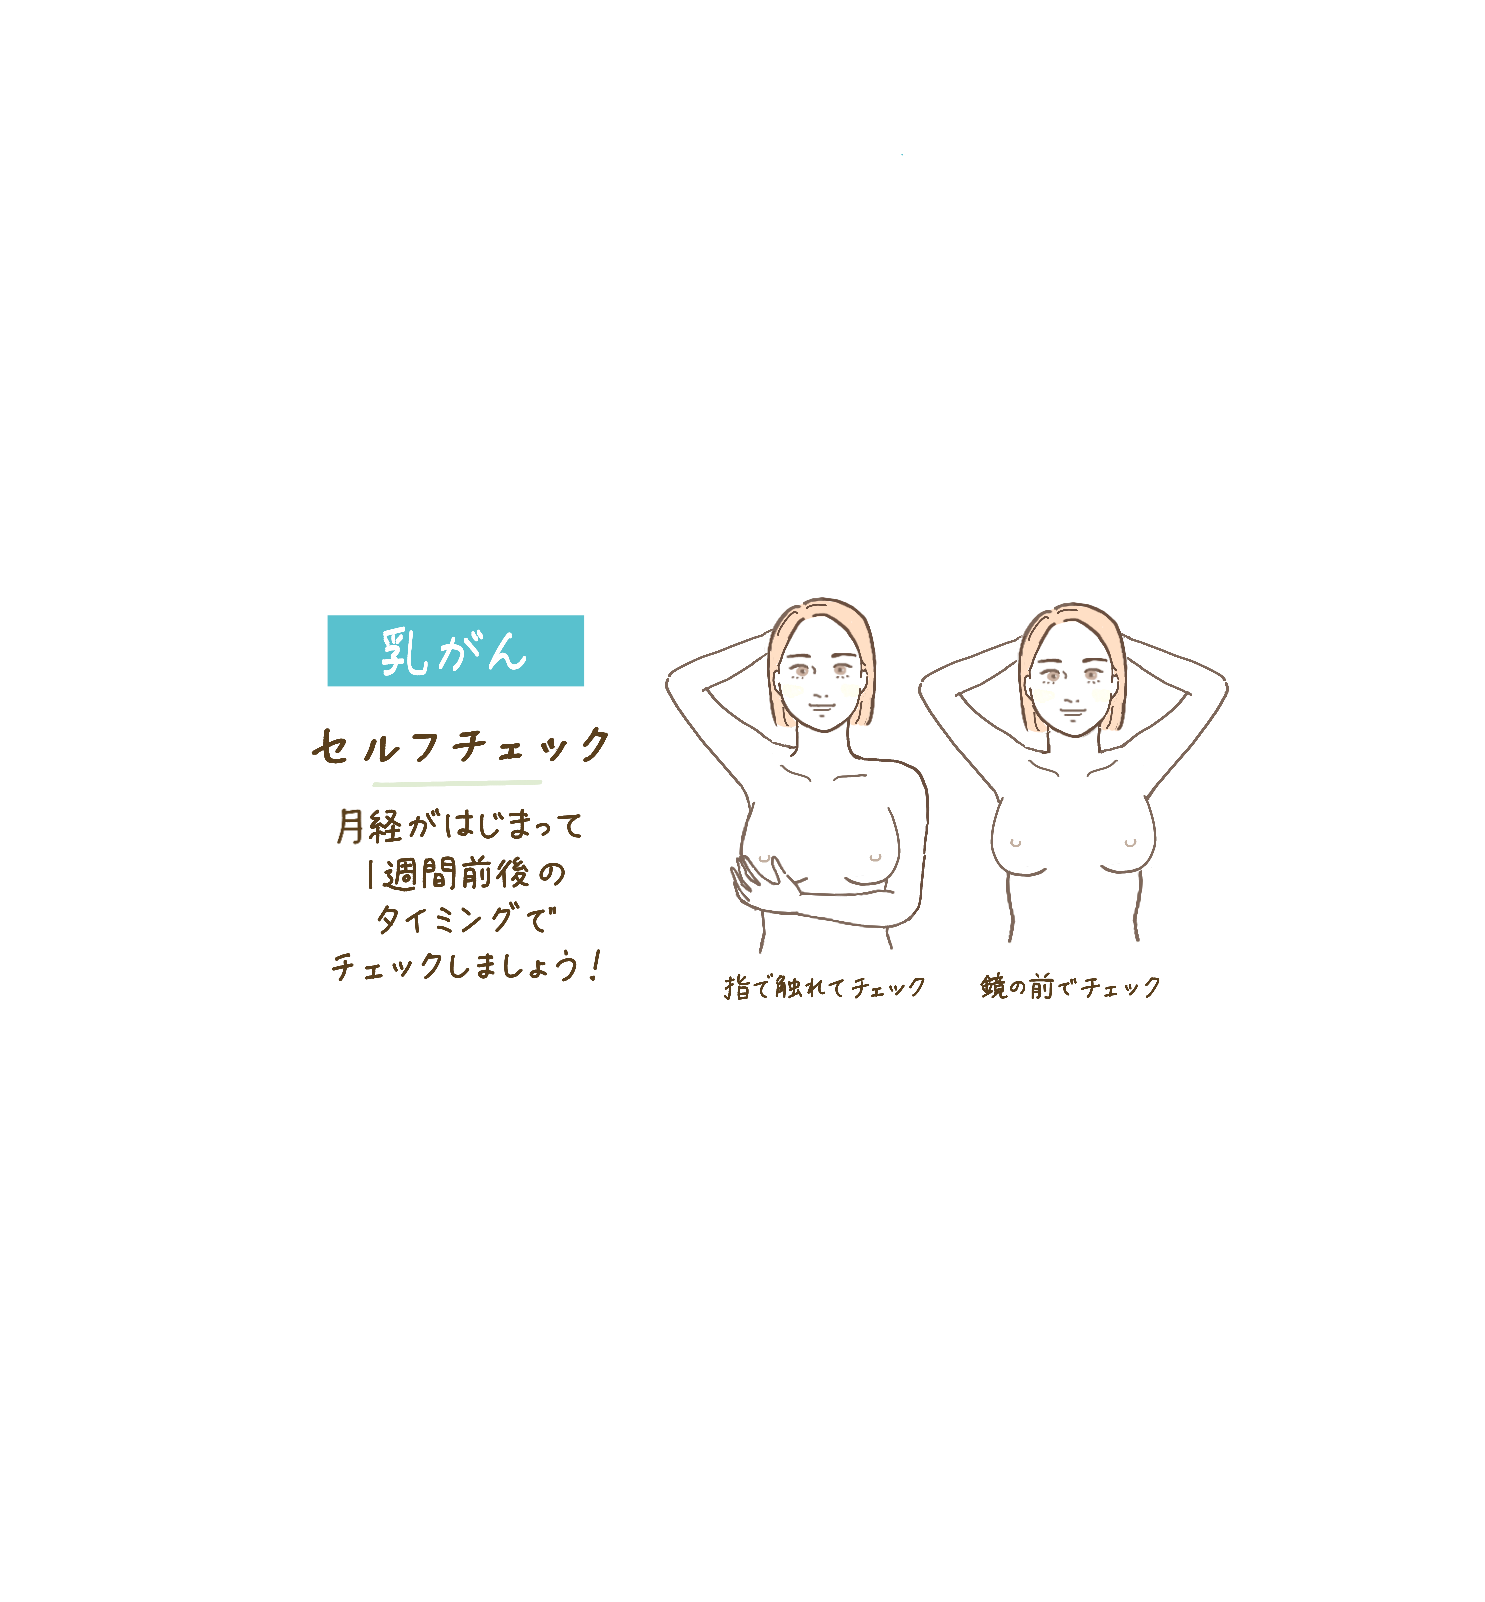 乳がん
セルフチェック
月経がはじまって
1週間前後の
タイミングで
チェックしましょう!
指で触れてチェック
鏡の前でチェック